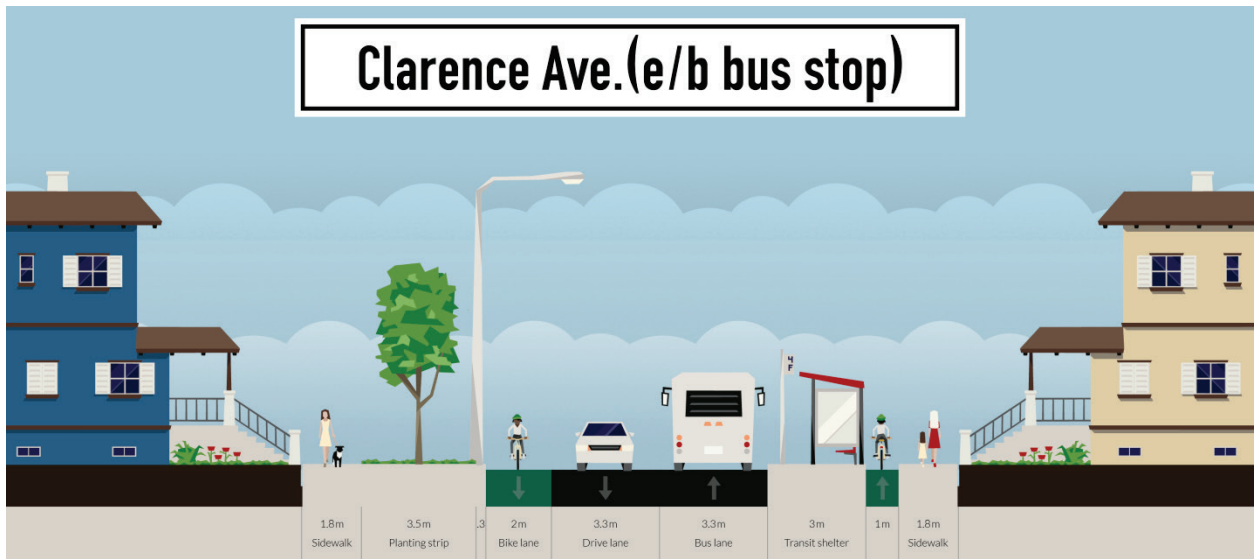 Clarence Ave.(e/b bus stop)
H
F
1.8m
Sidewalk
3.5m
Planting strip
.3
2m
Bike lane
3.3m
Drive lane
3.3m
Bus lane
3m
Transit shelter
1m
1.8m
Sidewalk